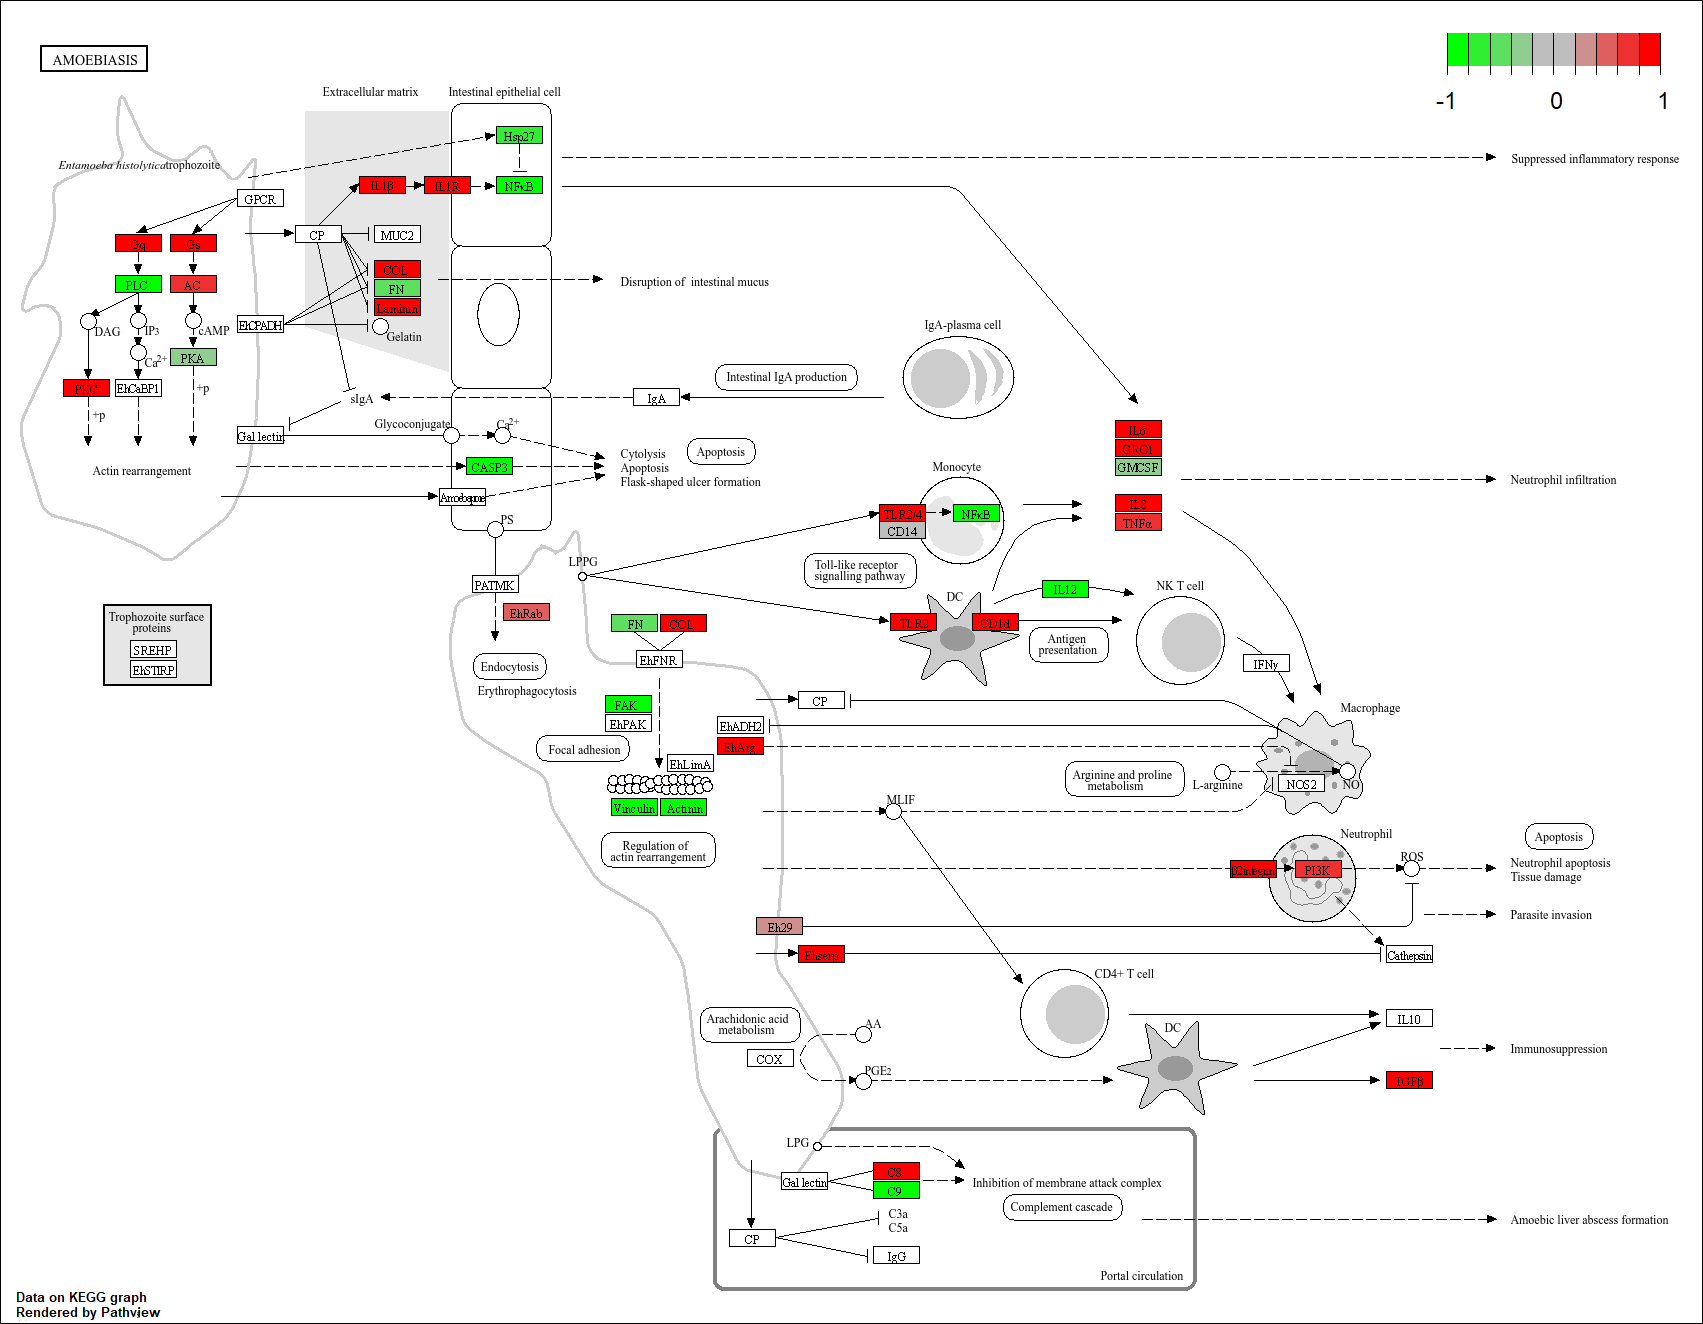 AMOEBIASIS
-1
0
1
Extracellular matrix
Intestinal epithelial cell
Hsp27
Suppressed inflammatory response
Entamoeba histolytica trophozoite
IL1β
IL1R
NFκB
GPCR
CP
MUC2
Gq
Gs
COL
FN
Laminin
Gelatin
Disruption of intestinal mucus
PLC
AC
DAG
IP3
cAMP
EhCPADH
IgA-plasma cell
Ca2+
PKA
PKC
EhCaBP1
+p
+p
Intestinal IgA production
sIgA
IgA
Glycoconjugate
Ca2+
Gal lectin
Actin rearrangement
CASP3
Cytolysis
Apoptosis
Flask-shaped ulcer formation
Apoptosis
Amoebapore
IL6
GRO1
GMCSF
IL8
TNFα
Neutrophil infiltration
Monocyte
TLR2/4
CD14
NFκB
PS
LPPG
Toll-like receptor
signalling pathway
PATMK
EhRab
DC
IL12
NK T cell
TLR2
CD1d
Antigen
presentation
IFNγ
Trophozoite surface
proteins
SREHP
EhSTIRP
FN
COL
EhFNR
Endocytosis
Erythrophagocytosis
FAK
EhPAK
Focal adhesion
EhLimA
CP
EhADH2
EhArg
Macrophage
Arginine and proline
metabolism
L-arginine
NOS2
NO
Vinculin
Actinin
MLIF
Regulation of
actin rearrangement
Neutrophil
Apoptosis
β2integrin
PI3K
ROS
Neutrophil apoptosis
Tissue damage
Parasite invasion
Eh29
Ehserp
Cathepsin
CD4+ T cell
Arachidonic acid
metabolism
AA
COX
PGE2
DC
IL10
Immunosuppression
TGFβ
LPG
Gal lectin
C8
C9
Inhibition of membrane attack complex
Complement cascade
C3a
C5a
CP
IgG
Amoebic liver abscess formation
Portal circulation
Data on KEGG graph
Rendered by Pathview